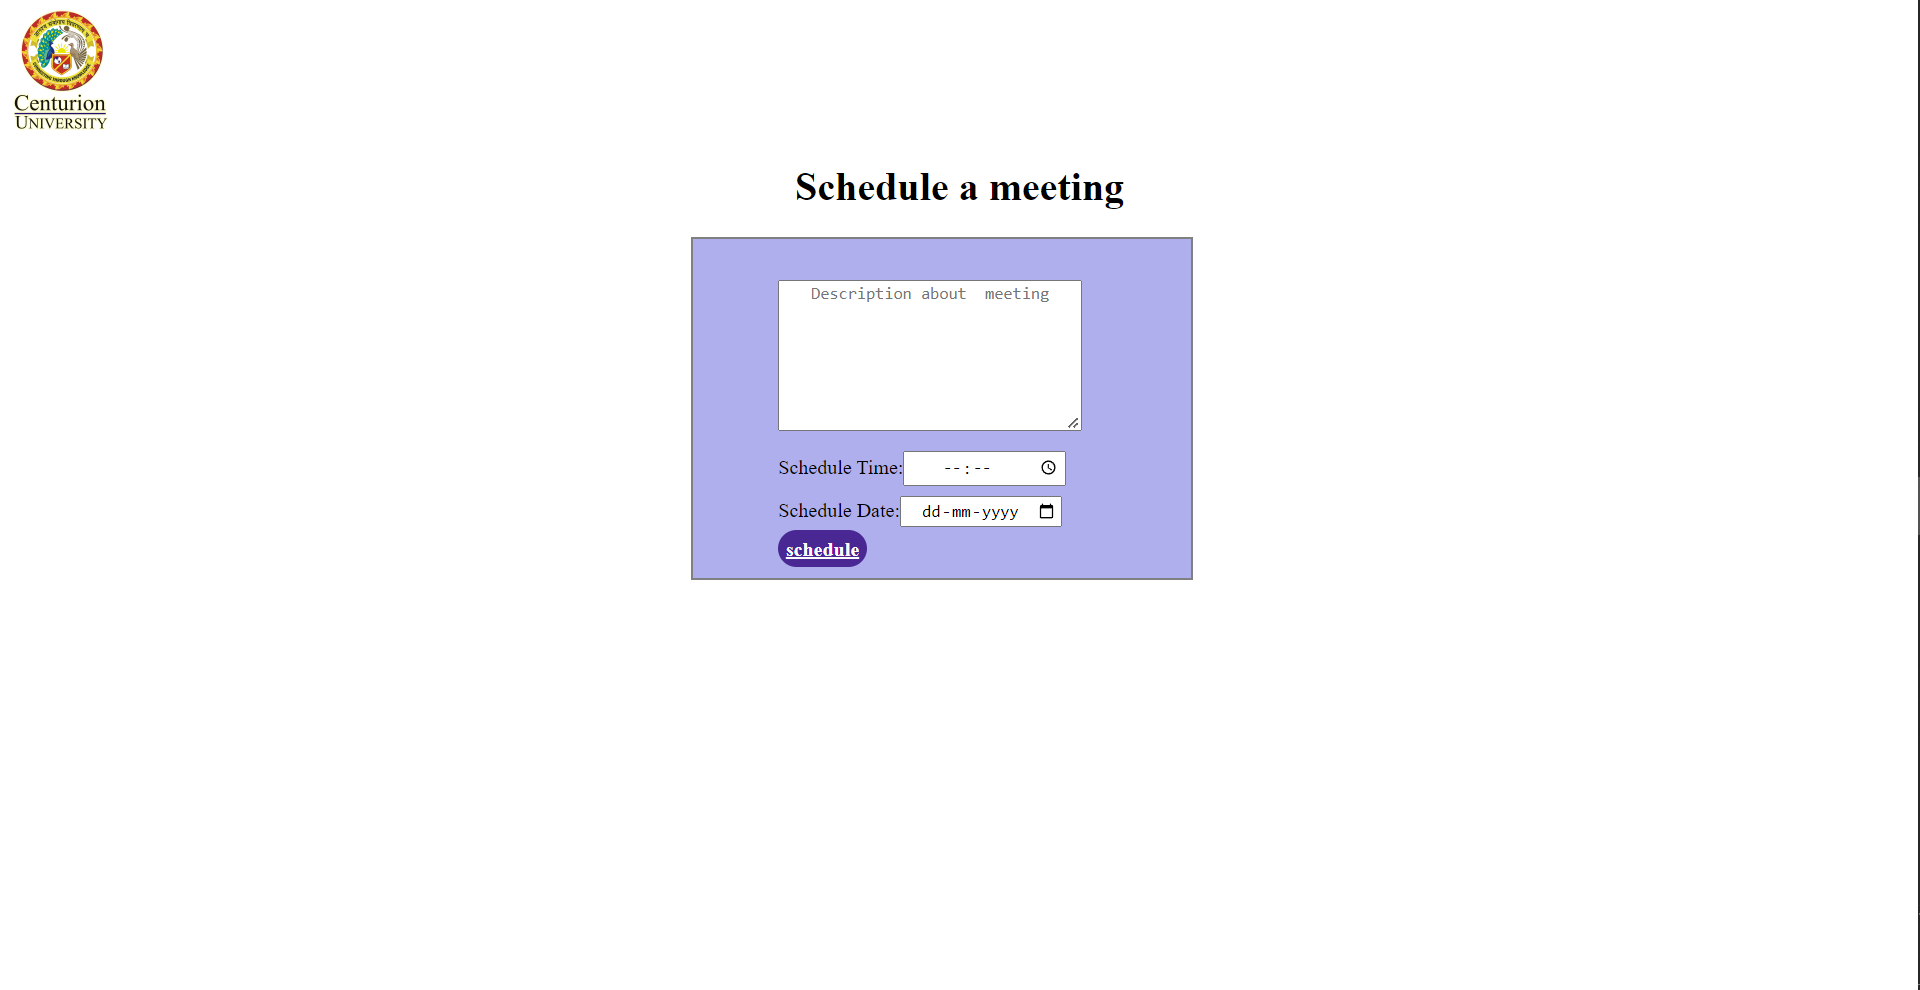 Centurion
UNIVERSITY
Schedule a meeting
Description about  meeting
Schedule Time: --:--
Schedule Date: dd-mm-yyyy
schedule